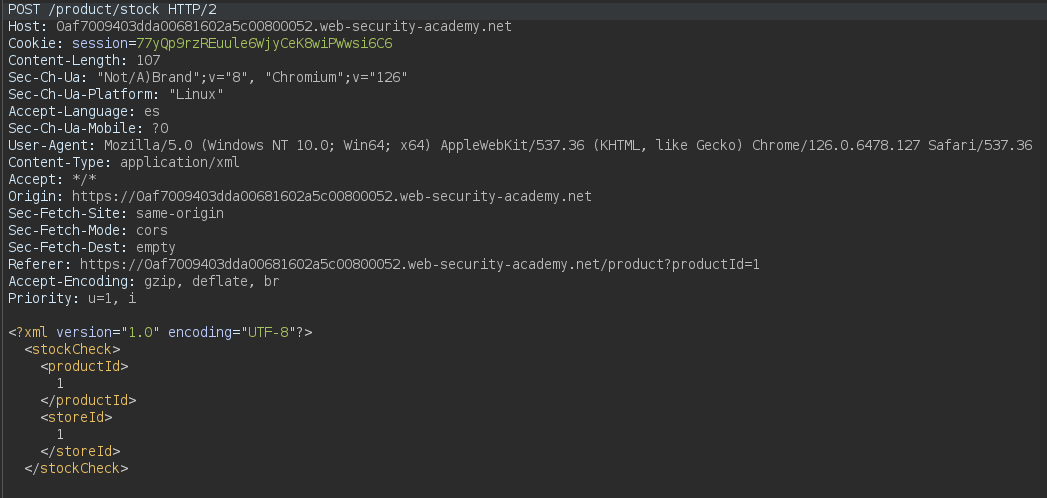 POST /product/stock HTTP/2
Host: 0af7009403dda00681602a5c00800052.web-security-academy.net
Cookie: session=77yQp9rzREuule6WjyCeK8wiPWwsi6C6
Content-Length: 107
Sec-Ch-Ua: "Not/A)Brand";v="8", "Chromium";v="126"
Sec-Ch-Ua-Platform: "Linux"
Accept-Language: es
Sec-Ch-Ua-Mobile: ?0
User-Agent: Mozilla/5.0 (Windows NT 10.0; Win64; x64) AppleWebKit/537.36 (KHTML, like Gecko) Chrome/126.0.6478.127 Safari/537.36
Content-Type: application/xml
Accept: */*
Origin: https://0af7009403dda00681602a5c00800052.web-security-academy.net
Sec-Fetch-Site: same-origin
Sec-Fetch-Mode: cors
Sec-Fetch-Dest: empty
Referer: https://0af7009403dda00681602a5c00800052.web-security-academy.net/product?productId=1
Accept-Encoding: gzip, deflate, br
Priority: u=1, i
<?xml version="1.0" encoding="UTF-8"?>
<stockCheck>
<productId>
1
</productId>
<storeId>
1
</storeId>
</stockCheck>